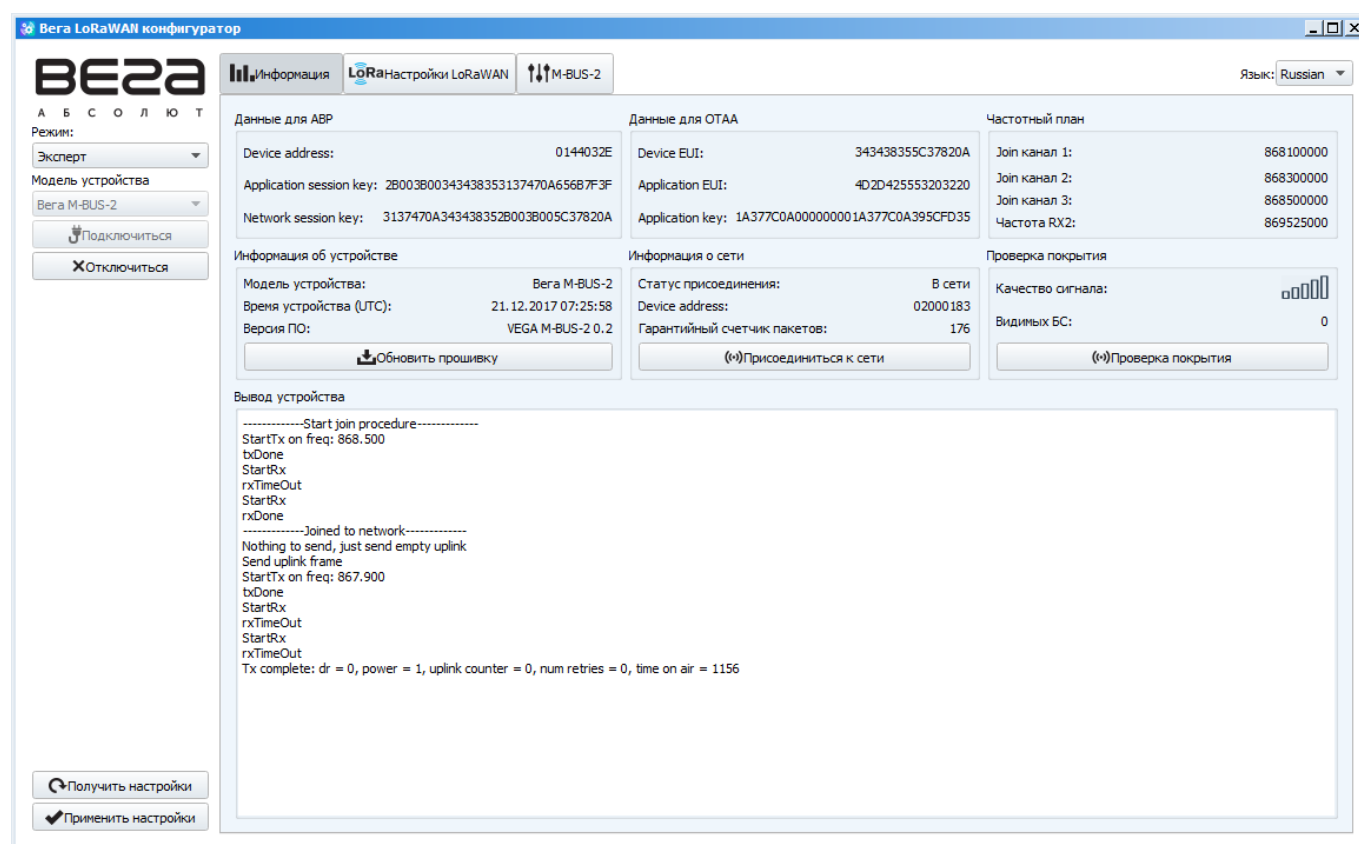 Вега LoRaWAN конфигуратор
ВЕГА
А Б С О Л Ю Т
Режим:
Эксперт
Модель устройства
Вега M-BUS-2
Подключиться
Отключиться
Получить настройки
Применить настройки
Информация
LoRa Настройки LoRaWAN
M-BUS-2
Язык: Russian
Данные для ABP
Device address: 0144032E
Application session key: 2B003B00343438353137470A656B7F3F
Network session key: 3137470A343438352B003B005C37820A
Данные для OTAA
Device EUI: 343438355C37820A
Application EUI: 4D2D425553203220
Application key: 1A377C0A000000001A377C0A395CFD35
Частотный план
Join канал 1: 868100000
Join канал 2: 868300000
Join канал 3: 868500000
Частота RX2: 869525000
Информация об устройстве
Модель устройства: Вега M-BUS-2
Время устройства (UTC): 21.12.2017 07:25:58
Версия ПО: VEGA M-BUS-2 0.2
Обновить прошивку
Информация о сети
Статус присоединения: В сети
Device address: 02000183
Гарантийный счетчик пакетов: 176
Присоединиться к сети
Проверка покрытия
Качество сигнала:
Видимых БС: 0
Проверка покрытия
Вывод устройства
-------------Start join procedure-------------
StartTx on freq: 868.500
txDone
StartRx
rxTimeOut
StartRx
rxDone
-------------Joined to network-------------
Nothing to send, just send empty uplink
Send uplink frame
StartTx on freq: 867.900
txDone
StartRx
rxTimeOut
StartRx
rxTimeOut
Tx complete: dr = 0, power = 1, uplink counter = 0, num retries = 0, time on air = 1156